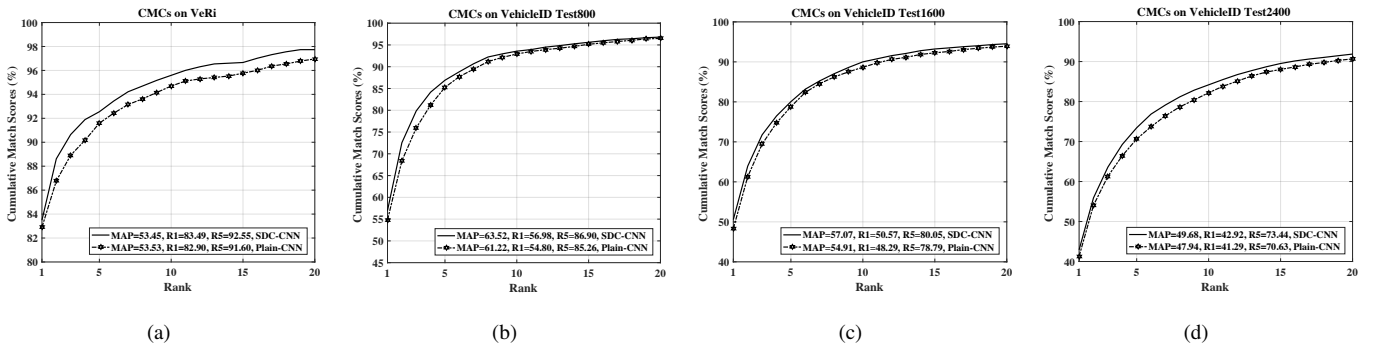 CMCs on VeRi
Cumulative Match Scores (%)
100
98
96
94
92
90
88
86
84
82
80
MAP=53.45, R1=83.49, R5=92.55, SDC-CNN
MAP=53.53, R1=82.90, R5=91.60, Plain-CNN
1 5 10 15 20
Rank
(a)
CMCs on VehicleID Test800
Cumulative Match Scores (%)
100
95
90
85
80
75
70
65
60
55
50
45
MAP=63.52, R1=56.98, R5=86.90, SDC-CNN
MAP=61.22, R1=54.80, R5=85.26, Plain-CNN
1 5 10 15 20
Rank
(b)
CMCs on VehicleID Test1600
Cumulative Match Scores (%)
100
90
80
70
60
50
40
MAP=57.07, R1=50.57, R5=80.05, SDC-CNN
MAP=54.91, R1=48.29, R5=78.79, Plain-CNN
1 5 10 15 20
Rank
(c)
CMCs on VehicleID Test2400
Cumulative Match Scores (%)
100
90
80
70
60
50
40
MAP=49.68, R1=42.92, R5=73.44, SDC-CNN
MAP=47.94, R1=41.29, R5=70.63, Plain-CNN
1 5 10 15 20
Rank
(d)